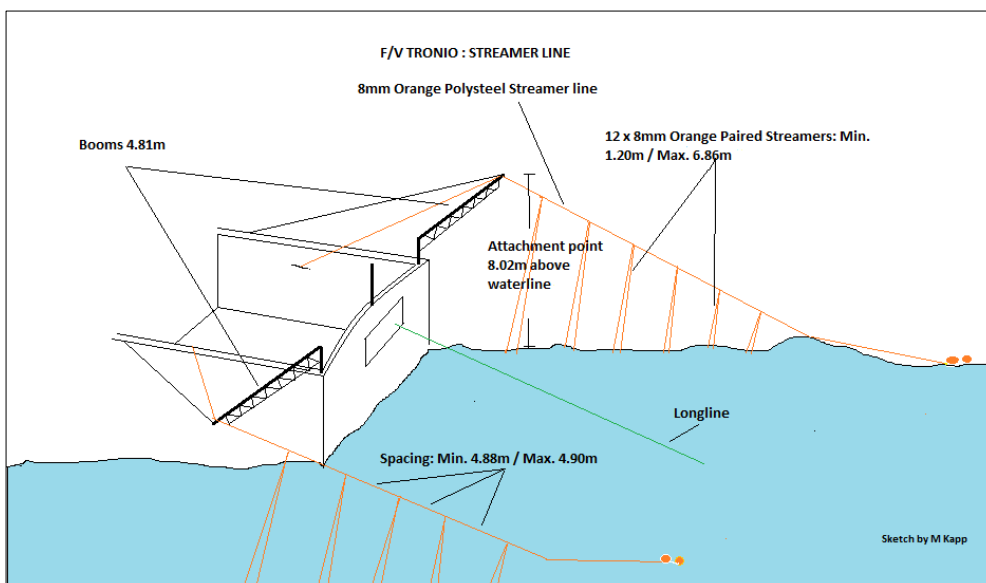 F/V TRONIO : STREAMER LINE
8mm Orange Polysteel Streamer line
Booms 4.81m
12 x 8mm Orange Paired Streamers: Min.
1.20m / Max. 6.86m
Attachment point
8.02m above
waterline
Longline
Spacing: Min. 4.88m / Max. 4.90m
Sketch by M Kapp